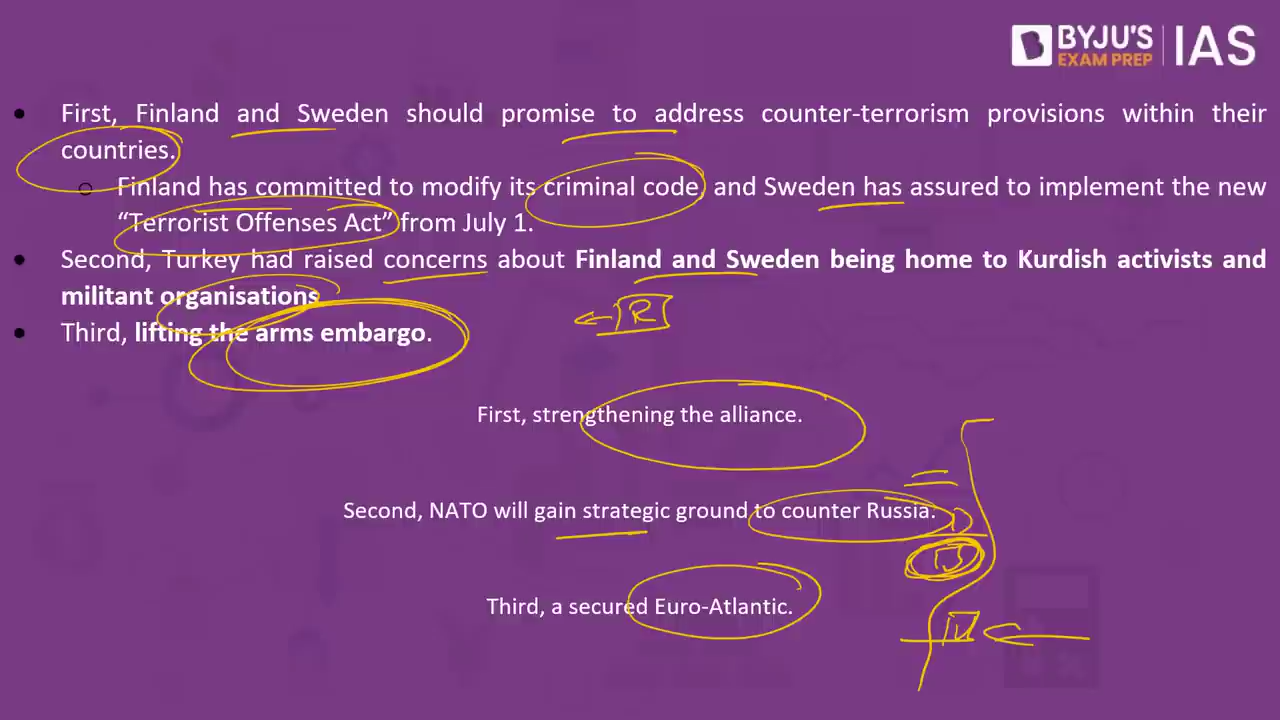 BYJU'S
EXAM PREP
IAS
• First, Finland and Sweden should promise to address counter-terrorism provisions within their
countries.
o Finland has committed to modify its criminal code, and Sweden has assured to implement the new
“Terrorist Offenses Act” from July 1.
• Second, Turkey had raised concerns about Finland and Sweden being home to Kurdish activists and
militant organisations
• Third, lifting the arms embargo.
R
First, strengthening the alliance.
Second, NATO will gain strategic ground to counter Russia.
Third, a secured Euro-Atlantic.